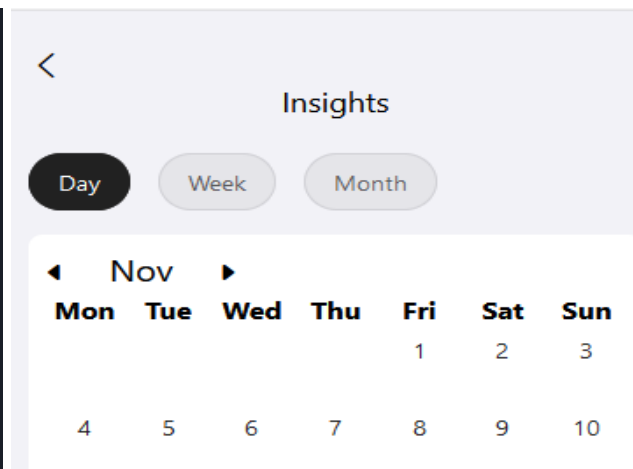 Insights
Day Week Month
Nov
Mon Tue Wed Thu Fri Sat Sun
1 2 3
4 5 6 7 8 9 10